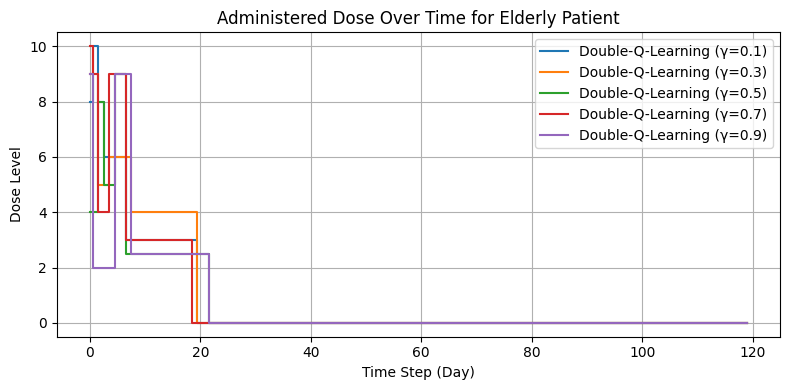 Administered Dose Over Time for Elderly Patient
Dose Level
10
8
6
4
2
0
Double-Q-Learning (γ=0.1)
Double-Q-Learning (γ=0.3)
Double-Q-Learning (γ=0.5)
Double-Q-Learning (γ=0.7)
Double-Q-Learning (γ=0.9)
0 20 40 60 80 100 120
Time Step (Day)